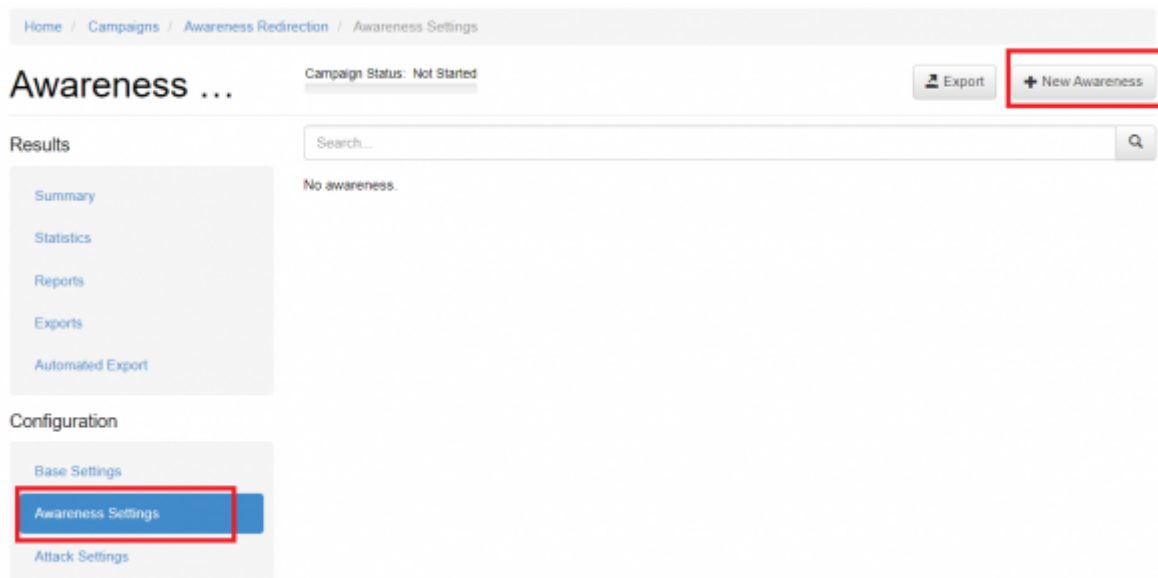 Home / Campaigns / Awareness Redirection / Awareness Settings
Awareness ...
Campaign Status: Not Started
Export
New Awareness
Results
Search...
No awareness.
Summary
Statistics
Reports
Exports
Automated Export
Configuration
Base Settings
Awareness Settings
Attack Settings